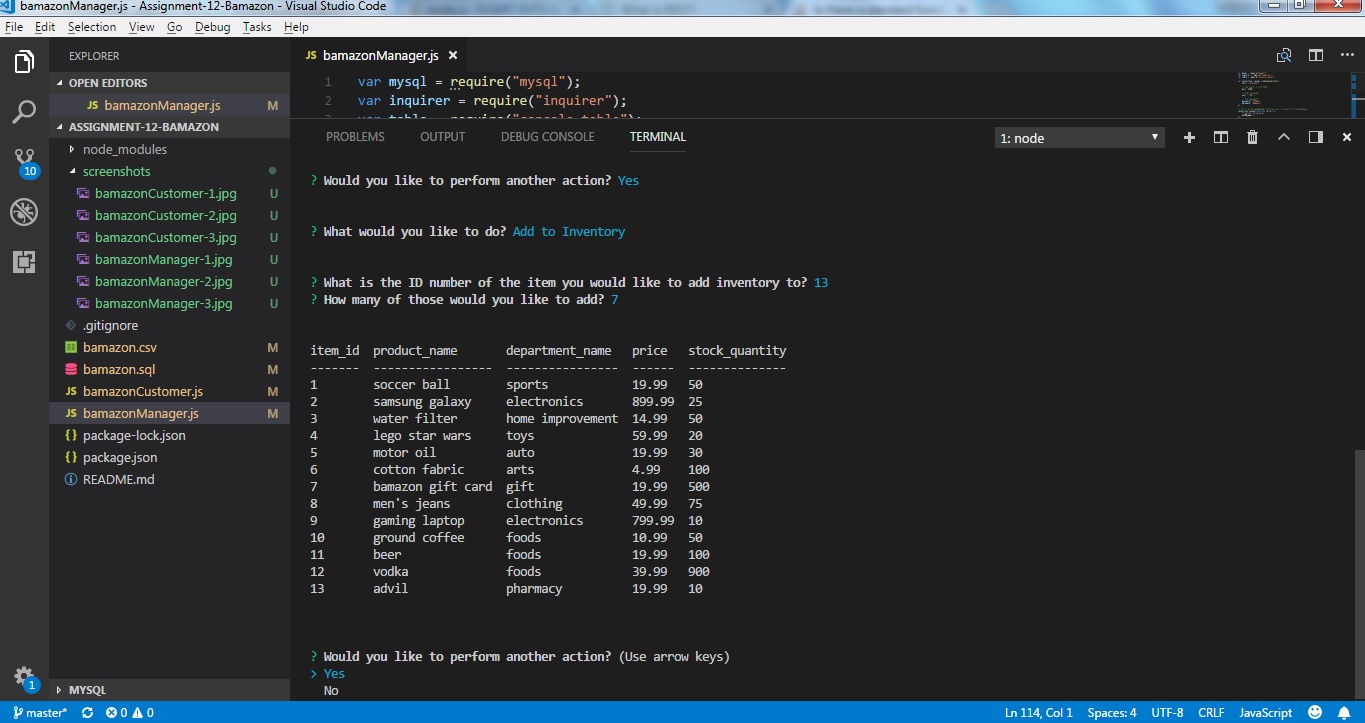 bamazonManager.js - Assignment-12-Bamazon - Visual Studio Code
File Edit Selection View Go Debug Tasks Help
EXPLORER
OPEN EDITORS
JS bamazonManager.js M
ASSIGNMENT-12-BAMAZON
node_modules
screenshots
bamazonCustomer-1.jpg U
bamazonCustomer-2.jpg U
bamazonCustomer-3.jpg U
bamazonManager-1.jpg U
bamazonManager-2.jpg U
bamazonManager-3.jpg U
.gitignore
bamazon.csv M
bamazon.sql M
JS bamazonCustomer.js M
JS bamazonManager.js M
{} package-lock.json
{} package.json
README.md
MYSQL
10
1
JS bamazonManager.js
1 var mysql = require("mysql");
2 var inquirer = require("inquirer");
3 var table = require("console.table");
PROBLEMS OUTPUT DEBUG CONSOLE TERMINAL 1: node
? Would you like to perform another action? Yes
? What would you like to do? Add to Inventory
? What is the ID number of the item you would like to add inventory to? 13
? How many of those would you like to add? 7
item_id product_name department_name price stock_quantity
------- ----------------- ---------------- ------ --------------
1 soccer ball sports 19.99 50
2 samsung galaxy electronics 899.99 25
3 water filter home improvement 14.99 50
4 lego star wars toys 59.99 20
5 motor oil auto 19.99 30
6 cotton fabric arts 4.99 100
7 bamazon gift card gift 19.99 500
8 men's jeans clothing 49.99 75
9 gaming laptop electronics 799.99 10
10 ground coffee foods 10.99 50
11 beer foods 19.99 100
12 vodka foods 39.99 900
13 advil pharmacy 19.99 10
? Would you like to perform another action? (Use arrow keys)
> Yes
No
master* 0 0 Ln 114, Col 1 Spaces: 4 UTF-8 CRLF JavaScript